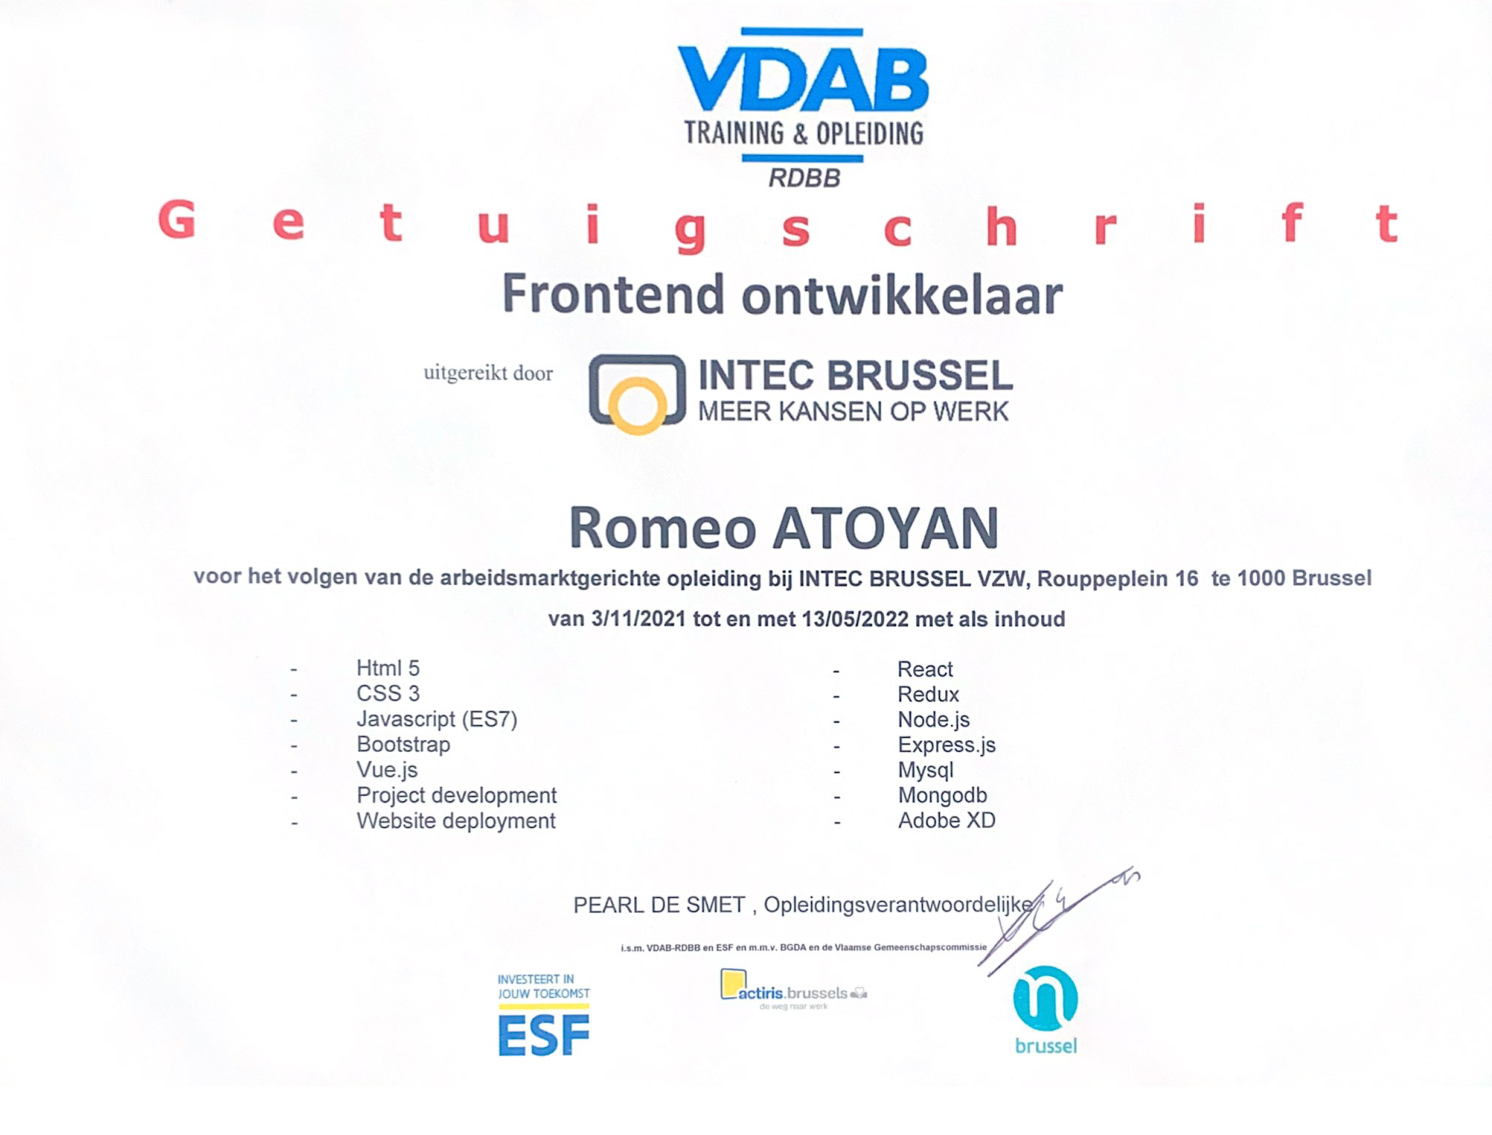 VDAB
TRAINING & OPLEIDING
RDBB
Getuigschrift
Frontend ontwikkelaar
uitgereikt door
INTEC BRUSSEL
MEER KANSEN OP WERK
Romeo ATOYAN
voor het volgen van de arbeidsmarktgerichte opleiding bij INTEC BRUSSEL VZW, Rouppeplein 16 te 1000 Brussel
van 3/11/2021 tot en met 13/05/2022 met als inhoud
- Html 5
- CSS 3
- Javascript (ES7)
- Bootstrap
- Vue.js
- Project development
- Website deployment
- React
- Redux
- Node.js
- Express.js
- Mysql
- Mongodb
- Adobe XD
PEARL DE SMET , Opleidingsverantwoordelijke
i.s.m. VDAB-RDBB en ESF en m.m.v. BGDA en de Vlaamse Gemeenschapscommissie
INVESTEERT IN
JOUW TOEKOMST
ESF
actiris.brussels
de weg naar werk
n
brussel